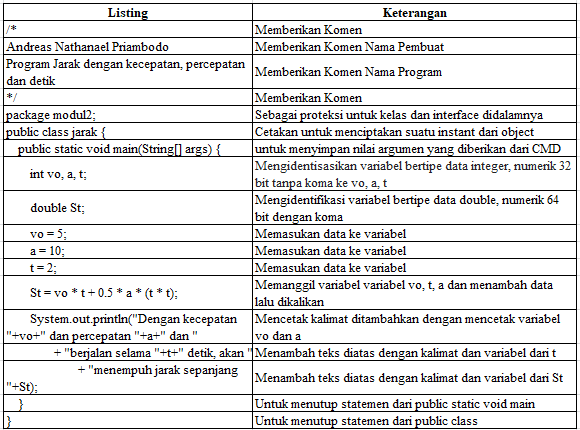 Listing Keterangan
/* Memberikan Komen
Andreas Nathanael Priambodo Memberikan Komen Nama Pembuat
Program Jarak dengan kecepatan, percepatan
dan detik
Memberikan Komen Nama Program
*/ Memberikan Komen
package modul2; Sebagai proteksi untuk kelas dan interface didalamnya
public class jarak { Cetakan untuk menciptakan suatu instant dari object
public static void main(String[] args) { untuk menyimpan nilai argumen yang diberikan dari CMD
int vo, a, t;
Mengidentisasikan variabel bertipe data integer, numerik 32
bit tanpa koma ke vo, a, t
double St;
Mengidentifikasi variabel bertipe data double, numerik 64
bit dengan koma
vo = 5; Memasukan data ke variabel
a = 10; Memasukan data ke variabel
t = 2; Memasukan data ke variabel
St = vo * t + 0.5 * a * (t * t);
Memanggil variabel variabel vo, t, a dan menambah data
lalu dikalikan
System.out.println("Dengan kecepatan
"+vo+" dan percepatan "+a+" dan "
Mencetak kalimat ditambahkan dengan mencetak variabel
vo dan a
+ "berjalan selama "+t+" detik, akan " Menambah teks diatas dengan kalimat dan variabel dari t
+ "menempuh jarak sepanjang
"+St);
Menambah teks diatas dengan kalimat dan variabel dari St
} Untuk menutup statemen dari public static void main
} Untuk menutup statemen dari public class